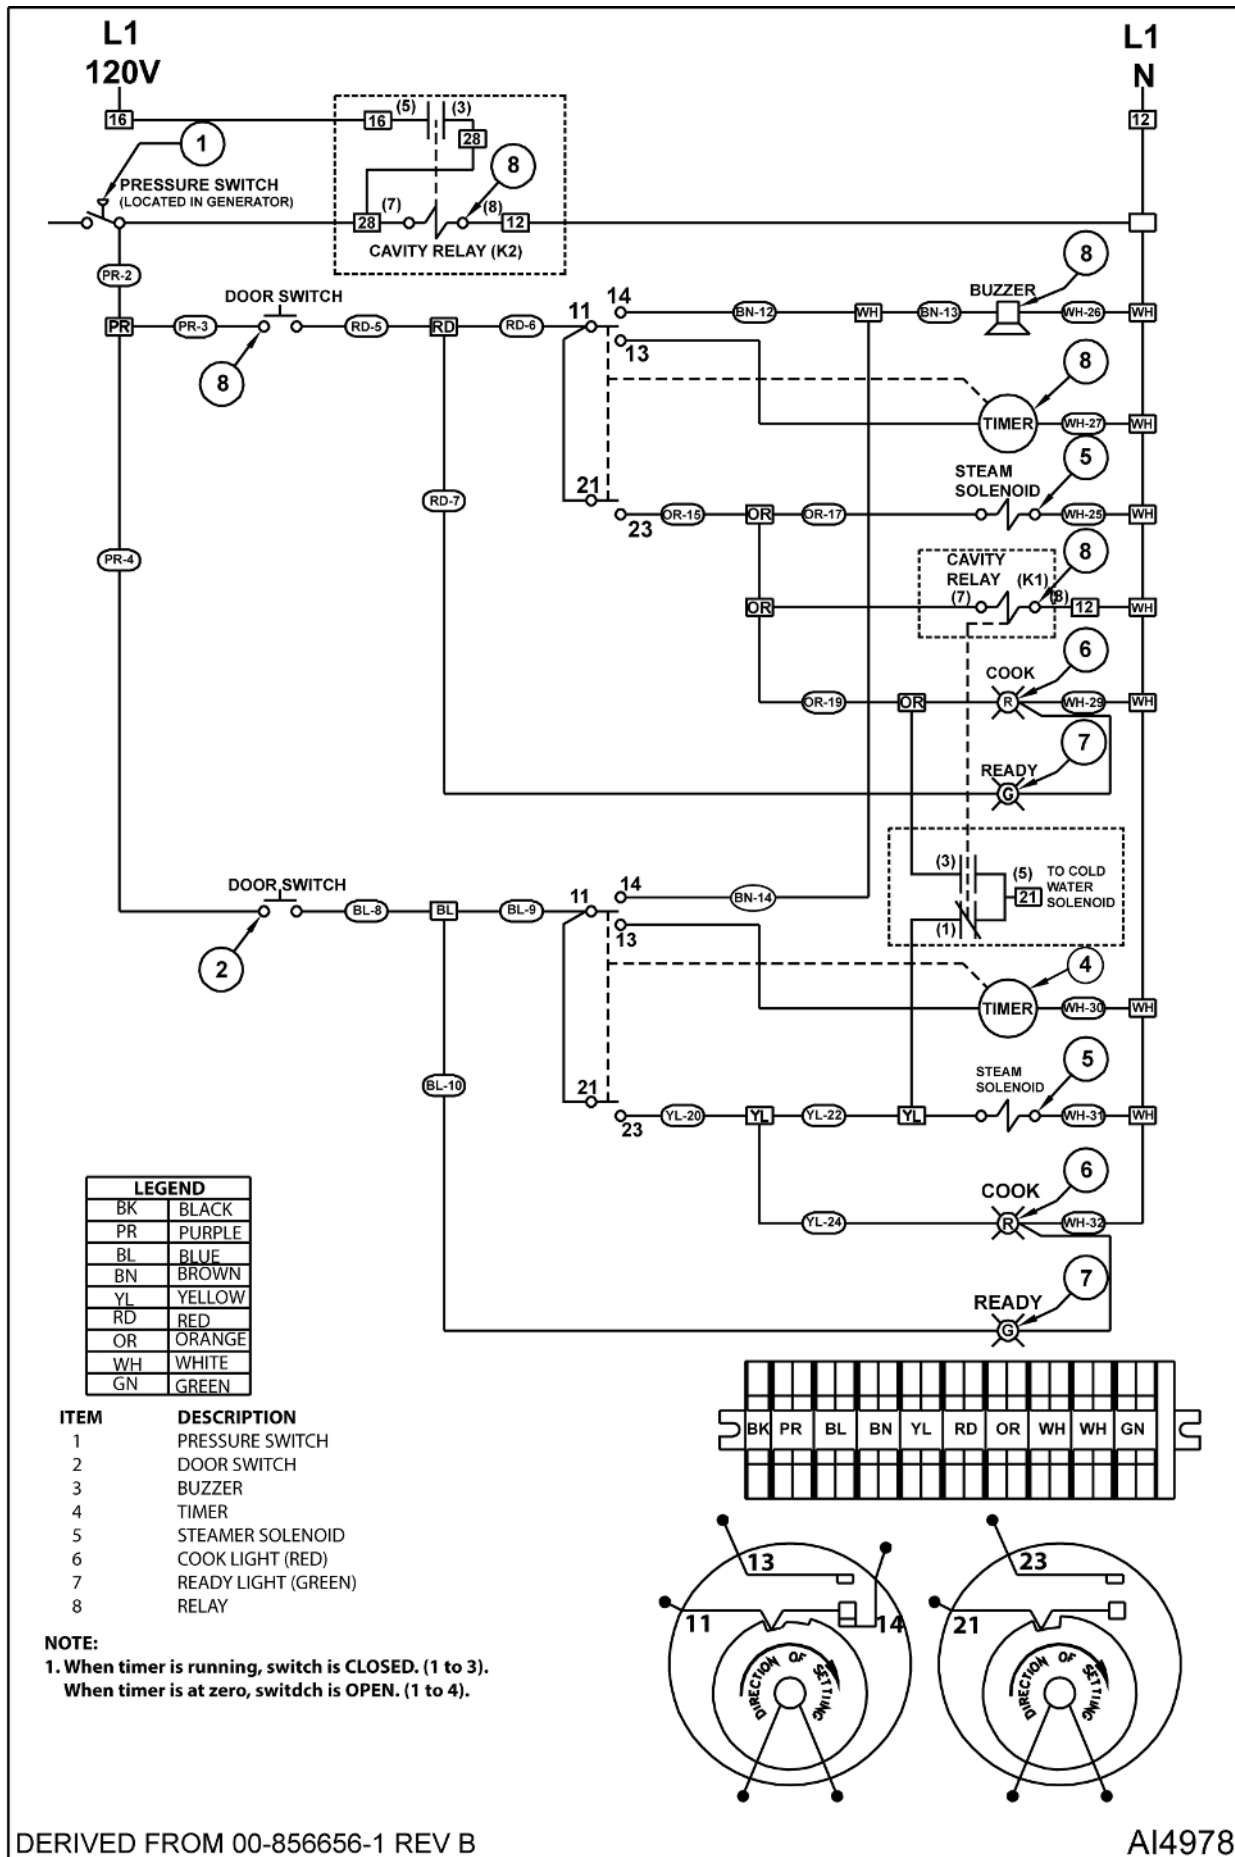 L1
120V
L1
N
16
16
(5)
(3)
28
12
1
8
PRESSURE SWITCH
(LOCATED IN GENERATOR)
28
(7)
(8)
12
CAVITY RELAY (K2)
PR-2
8
DOOR SWITCH
BUZZER
14
11
PR
PR-3
RD-5
RD
RD-6
BN-12
WH
BN-13
WH-26
WH
13
8
8
TIMER
WH-27
WH
5
STEAM
SOLENOID
21
RD-7
23
OR-15
OR
OR-17
WH-25
WH
PR-4
CAVITY
RELAY
(K1)
8
(7)
(8)
12
WH
OR
6
COOK
OR-19
OR
R
WH-29
WH
7
READY
G
(3)
(5)
TO COLD
WATER
SOLENOID
21
(1)
DOOR SWITCH
14
11
BL-8
BL
BL-9
BN-14
13
2
4
TIMER
WH-30
WH
5
STEAM
SOLENOID
BL-10
21
23
YL-20
YL
YL-22
YL
WH-31
WH
6
COOK
YL-24
R
WH-32
7
READY
G
LEGEND
BK BLACK
PR PURPLE
BL BLUE
BN BROWN
YL YELLOW
RD RED
OR ORANGE
WH WHITE
GN GREEN
BK PR BL BN YL RD OR WH WH GN
ITEM DESCRIPTION
1 PRESSURE SWITCH
2 DOOR SWITCH
3 BUZZER
4 TIMER
5 STEAMER SOLENOID
6 COOK LIGHT (RED)
7 READY LIGHT (GREEN)
8 RELAY
NOTE:
1. When timer is running, switch is CLOSED. (1 to 3).
When timer is at zero, switdch is OPEN. (1 to 4).
13
11
14
DIRECTION OF SETTING
23
21
DIRECTION OF SETTING
DERIVED FROM 00-856656-1 REV B
AI4978